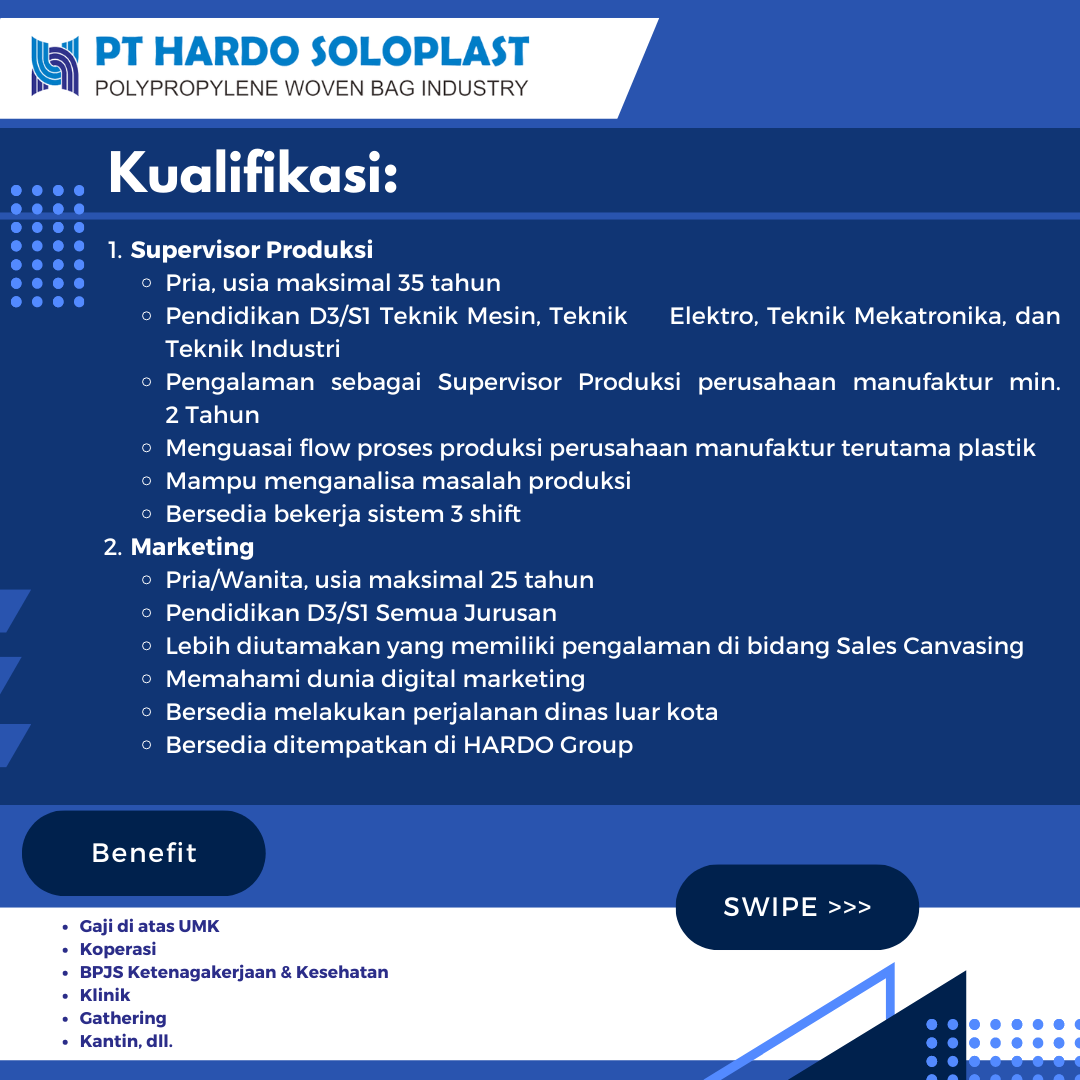 PT HARDO SOLOPLAST
POLYPROPYLENE WOVEN BAG INDUSTRY
Kualifikasi:
1. Supervisor Produksi
Pria, usia maksimal 35 tahun
Pendidikan D3/S1 Teknik Mesin, Teknik Elektro, Teknik Mekatronika, dan
Teknik Industri
Pengalaman sebagai Supervisor Produksi perusahaan manufaktur min.
2 Tahun
Menguasai flow proses produksi perusahaan manufaktur terutama plastik
Mampu menganalisa masalah produksi
Bersedia bekerja sistem 3 shift
2. Marketing
Pria/Wanita, usia maksimal 25 tahun
Pendidikan D3/S1 Semua Jurusan
Lebih diutamakan yang memiliki pengalaman di bidang Sales Canvasing
Memahami dunia digital marketing
Bersedia melakukan perjalanan dinas luar kota
Bersedia ditempatkan di HARDO Group
Benefit
SWIPE >>>
Gaji di atas UMK
Koperasi
BPJS Ketenagakerjaan & Kesehatan
Klinik
Gathering
Kantin, dll.